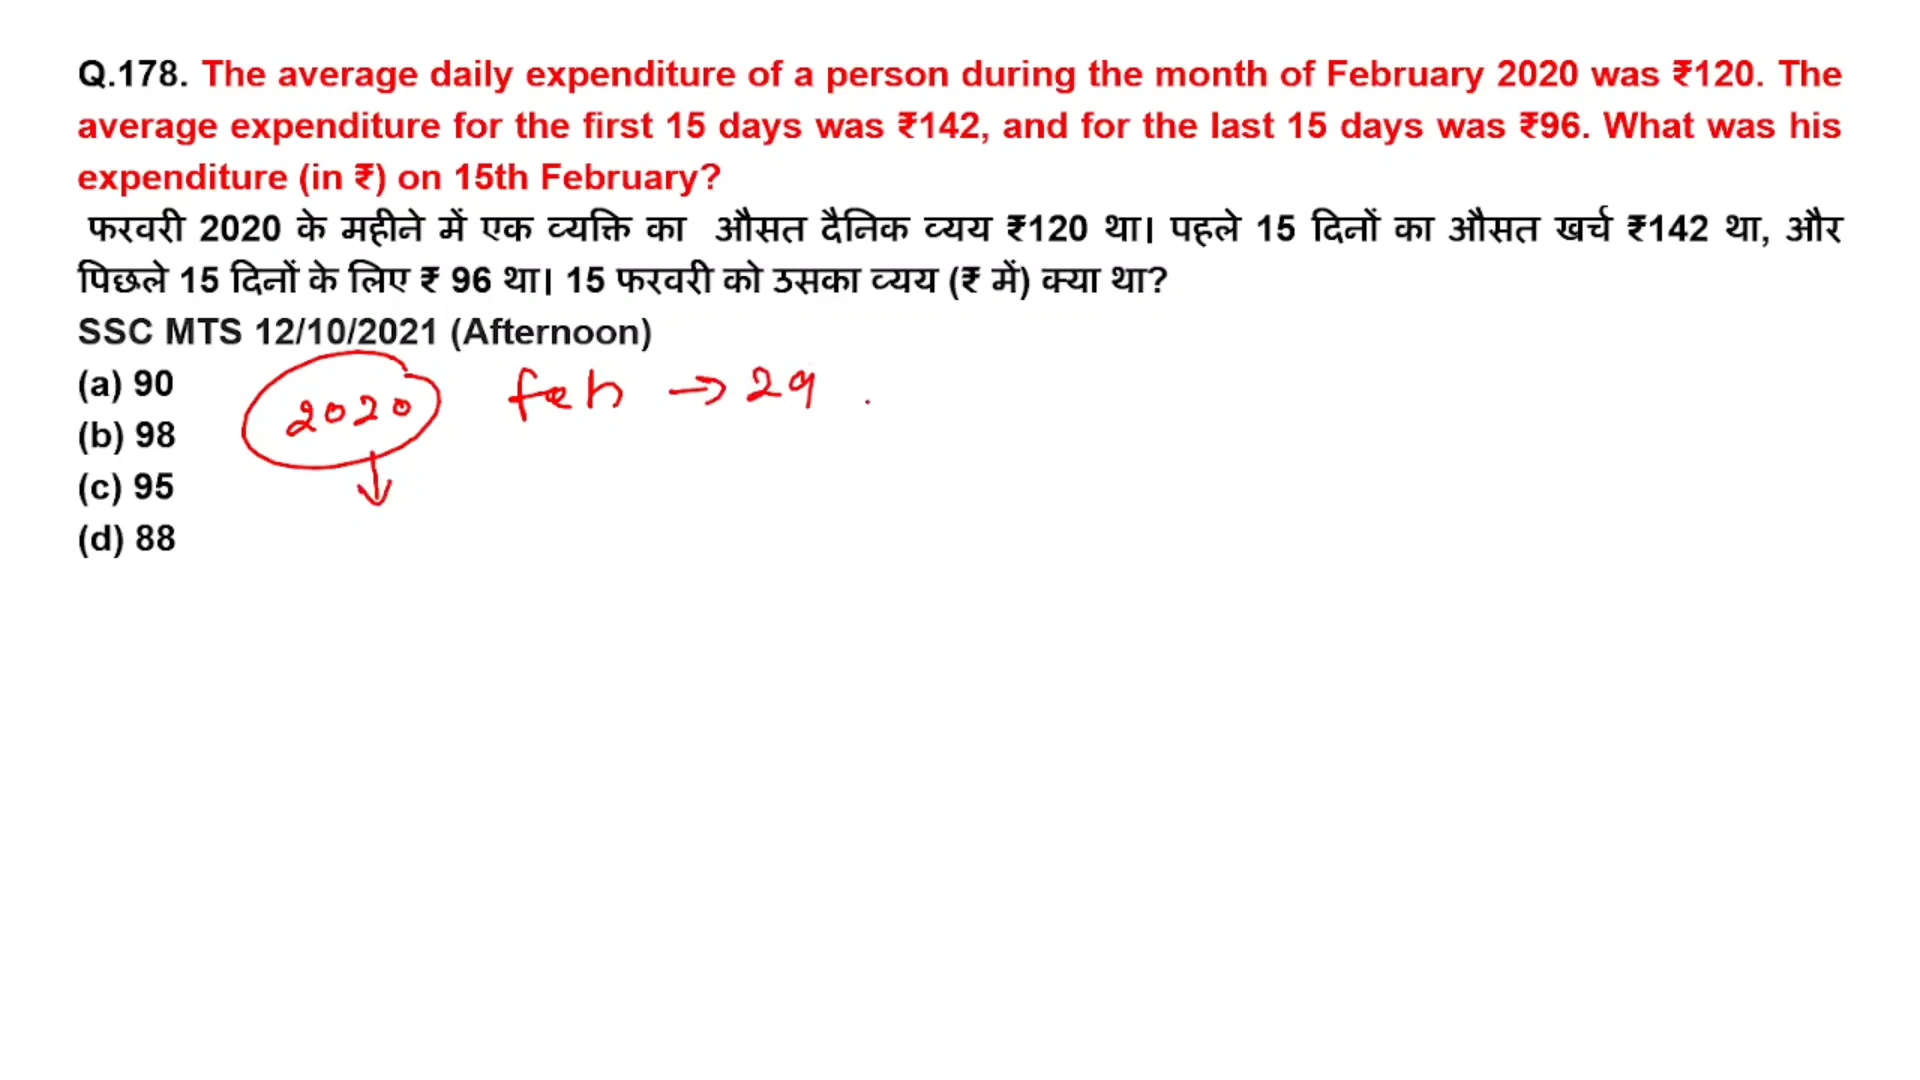 Q.178. The average daily expenditure of a person during the month of February 2020 was ₹120. The
average expenditure for the first 15 days was ₹142, and for the last 15 days was ₹96. What was his
expenditure (in ₹) on 15th February?
फरवरी 2020 के महीने में एक व्यक्ति का औसत दैनिक व्यय ₹120 था। पहले 15 दिनों का औसत खर्च ₹142 था, और
पिछले 15 दिनों के लिए ₹ 96 था। 15 फरवरी को उसका व्यय (₹ में) क्या था?
SSC MTS 12/10/2021 (Afternoon)
(a) 90
2020 feh → 29
(b) 98
(c) 95
(d) 88